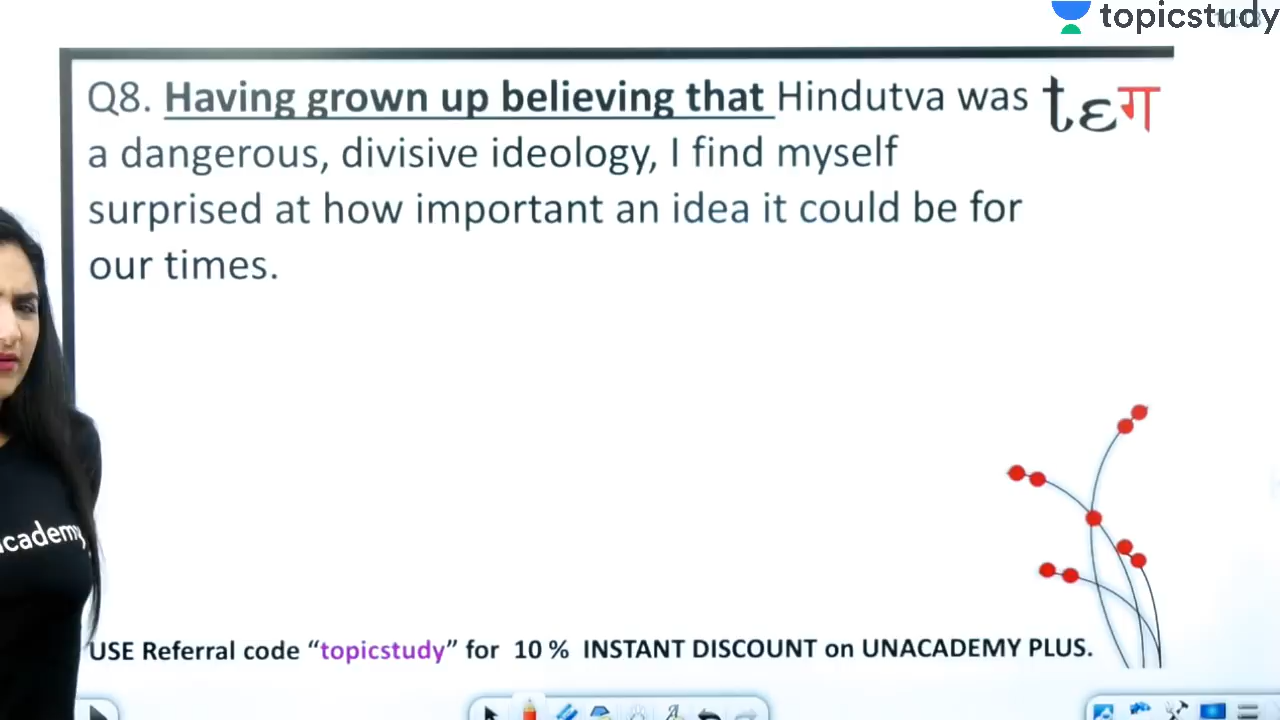 topicstudy
Q8. Having grown up believing that Hindutva was
tεग
a dangerous, divisive ideology, I find myself
surprised at how important an idea it could be for
our times.
cademy
USE Referral code “topicstudy” for 10 % INSTANT DISCOUNT on UNACADEMY PLUS.